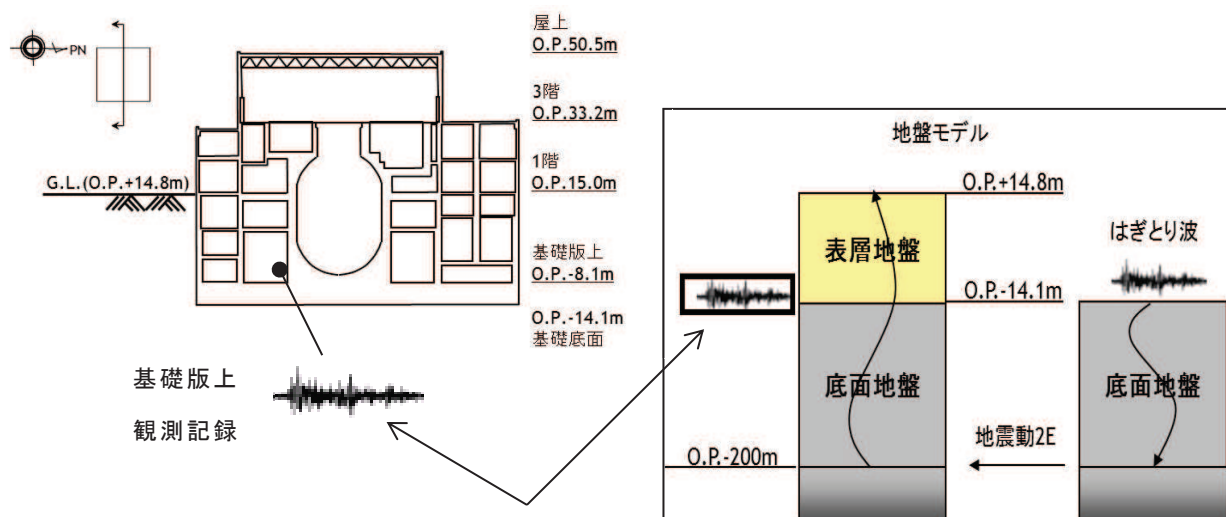 PN
屋上
O.P.50.5m
3階
O.P.33.2m
1階
O.P.15.0m
G.L.(O.P.+14.8m)
基礎版上
O.P.-8.1m
O.P.-14.1m
基礎底面
基礎版上
観測記録
地盤モデル
O.P.+14.8m
表層地盤
はぎとり波
O.P.-14.1m
底面地盤
底面地盤
地震動2E
O.P.-200m